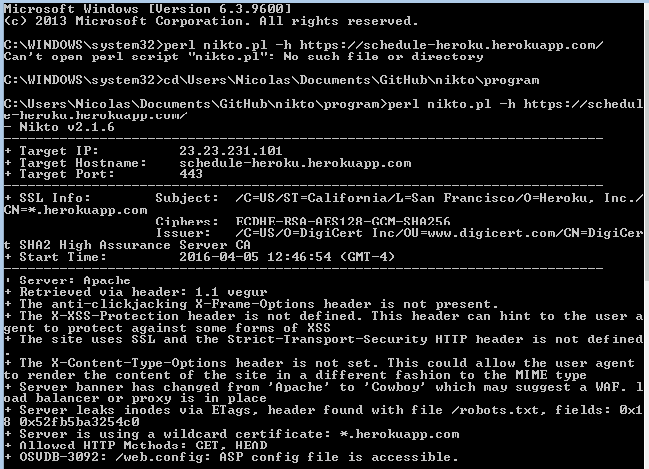 Microsoft Windows [Version 6.3.9600]
(c) 2013 Microsoft Corporation. All rights reserved.
C:\WINDOWS\system32>perl nikto.pl -h https://schedule-heroku.herokuapp.com/
Can't open perl script "nikto.pl": No such file or directory
C:\WINDOWS\system32>cd\Users\Nicolas\Documents\GitHub\nikto\program
C:\Users\Nicolas\Documents\GitHub\nikto\program>perl nikto.pl -h https://schedul
e-heroku.herokuapp.com/
- Nikto v2.1.6
---------------------------------------------------------------------------
+ Target IP:          23.23.231.101
+ Target Hostname:    schedule-heroku.herokuapp.com
+ Target Port:        443
---------------------------------------------------------------------------
+ SSL Info:        Subject:  /C=US/ST=California/L=San Francisco/O=Heroku, Inc./
CN=*.herokuapp.com
                   Ciphers:  ECDHE-RSA-AES128-GCM-SHA256
                   Issuer:   /C=US/O=DigiCert Inc/OU=www.digicert.com/CN=DigiCer
t SHA2 High Assurance Server CA
+ Start Time:         2016-04-05 12:46:54 (GMT-4)
---------------------------------------------------------------------------
+ Server: Apache
+ Retrieved via header: 1.1 vegur
+ The anti-clickjacking X-Frame-Options header is not present.
+ The X-XSS-Protection header is not defined. This header can hint to the user a
gent to protect against some forms of XSS
+ The site uses SSL and the Strict-Transport-Security HTTP header is not defined
.
+ The X-Content-Type-Options header is not set. This could allow the user agent
to render the content of the site in a different fashion to the MIME type
+ Server banner has changed from 'Apache' to 'Cowboy' which may suggest a WAF, l
oad balancer or proxy is in place
+ Server leaks inodes via ETags, header found with file /robots.txt, fields: 0x1
8 0x52fb5ba3254c0
+ Server is using a wildcard certificate: *.herokuapp.com
+ Allowed HTTP Methods: GET, HEAD
+ OSVDB-3092: /web.config: ASP config file is accessible.